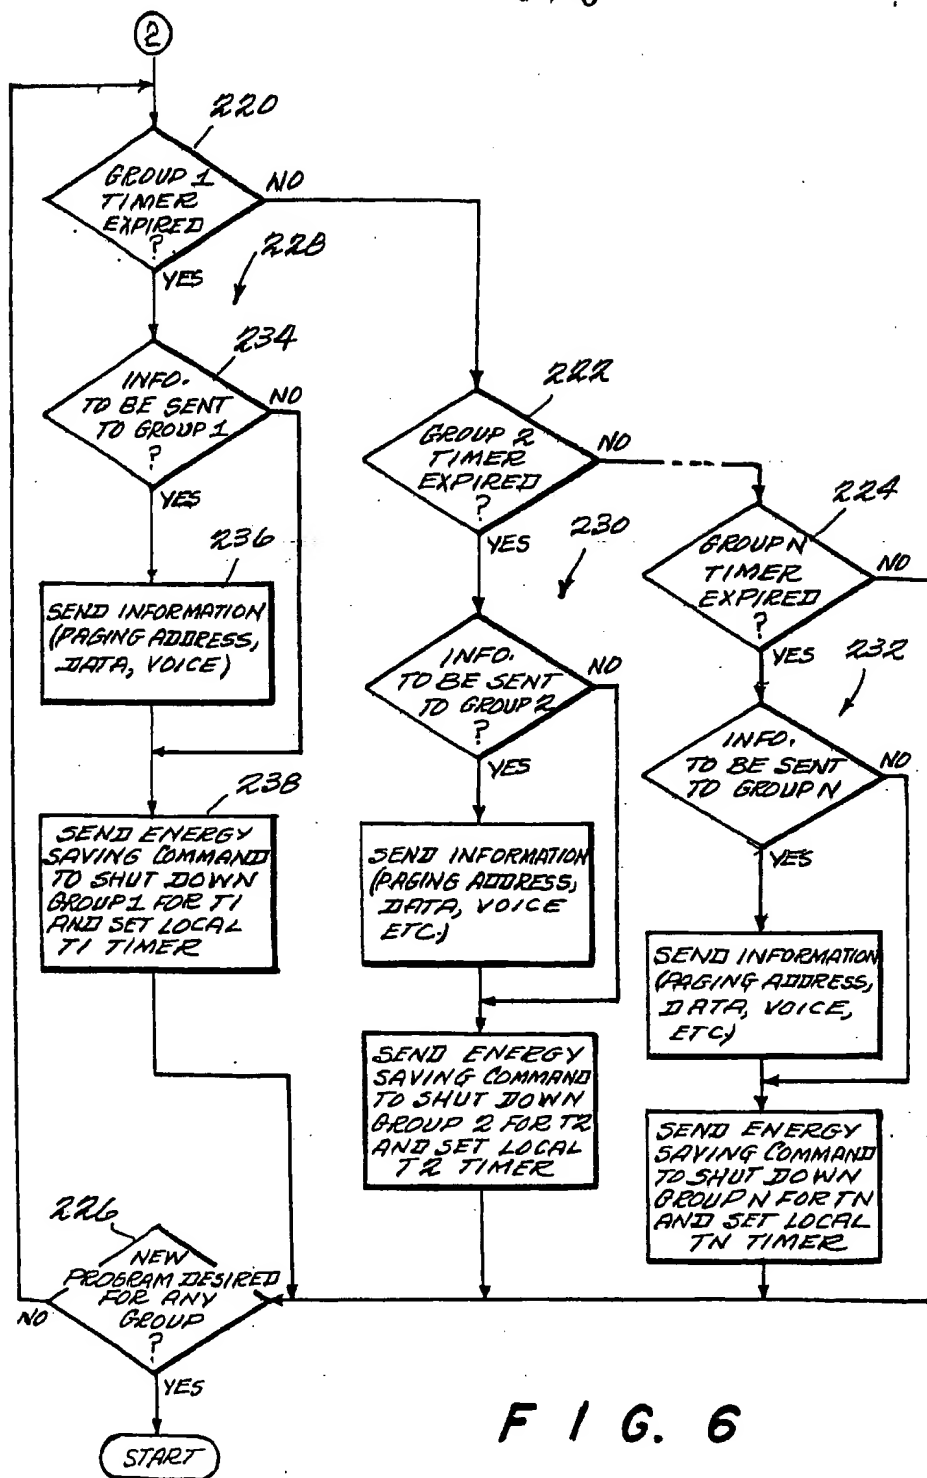 2
220
GROUP 1
TIMER
EXPIRED
?
NO
YES
228
234
INFO.
TO BE SENT
TO GROUP 1
?
NO
YES
236
SEND INFORMATION
(PAGING ADDRESS,
DATA, VOICE)
238
SEND ENERGY
SAVING COMMAND
TO SHUT DOWN
GROUP 1 FOR T1
AND SET LOCAL
T1 TIMER
222
GROUP 2
TIMER
EXPIRED
?
NO
YES
230
INFO.
TO BE SENT
TO GROUP 2
?
NO
YES
SEND INFORMATION
(PAGING ADDRESS,
DATA, VOICE
ETC.)
SEND ENERGY
SAVING COMMAND
TO SHUT DOWN
GROUP 2 FOR T2
AND SET LOCAL
T2 TIMER
224
GROUP N
TIMER
EXPIRED
?
NO
YES
232
INFO.
TO BE SENT
TO GROUP N
NO
YES
SEND INFORMATION
(PAGING ADDRESS,
DATA, VOICE,
ETC.)
SEND ENERGY
SAVING COMMAND
TO SHUT DOWN
GROUP N FOR TN
AND SET LOCAL
TN TIMER
226
NEW
PROGRAM DESIRED
FOR ANY
GROUP
?
NO
YES
START
FIG. 6